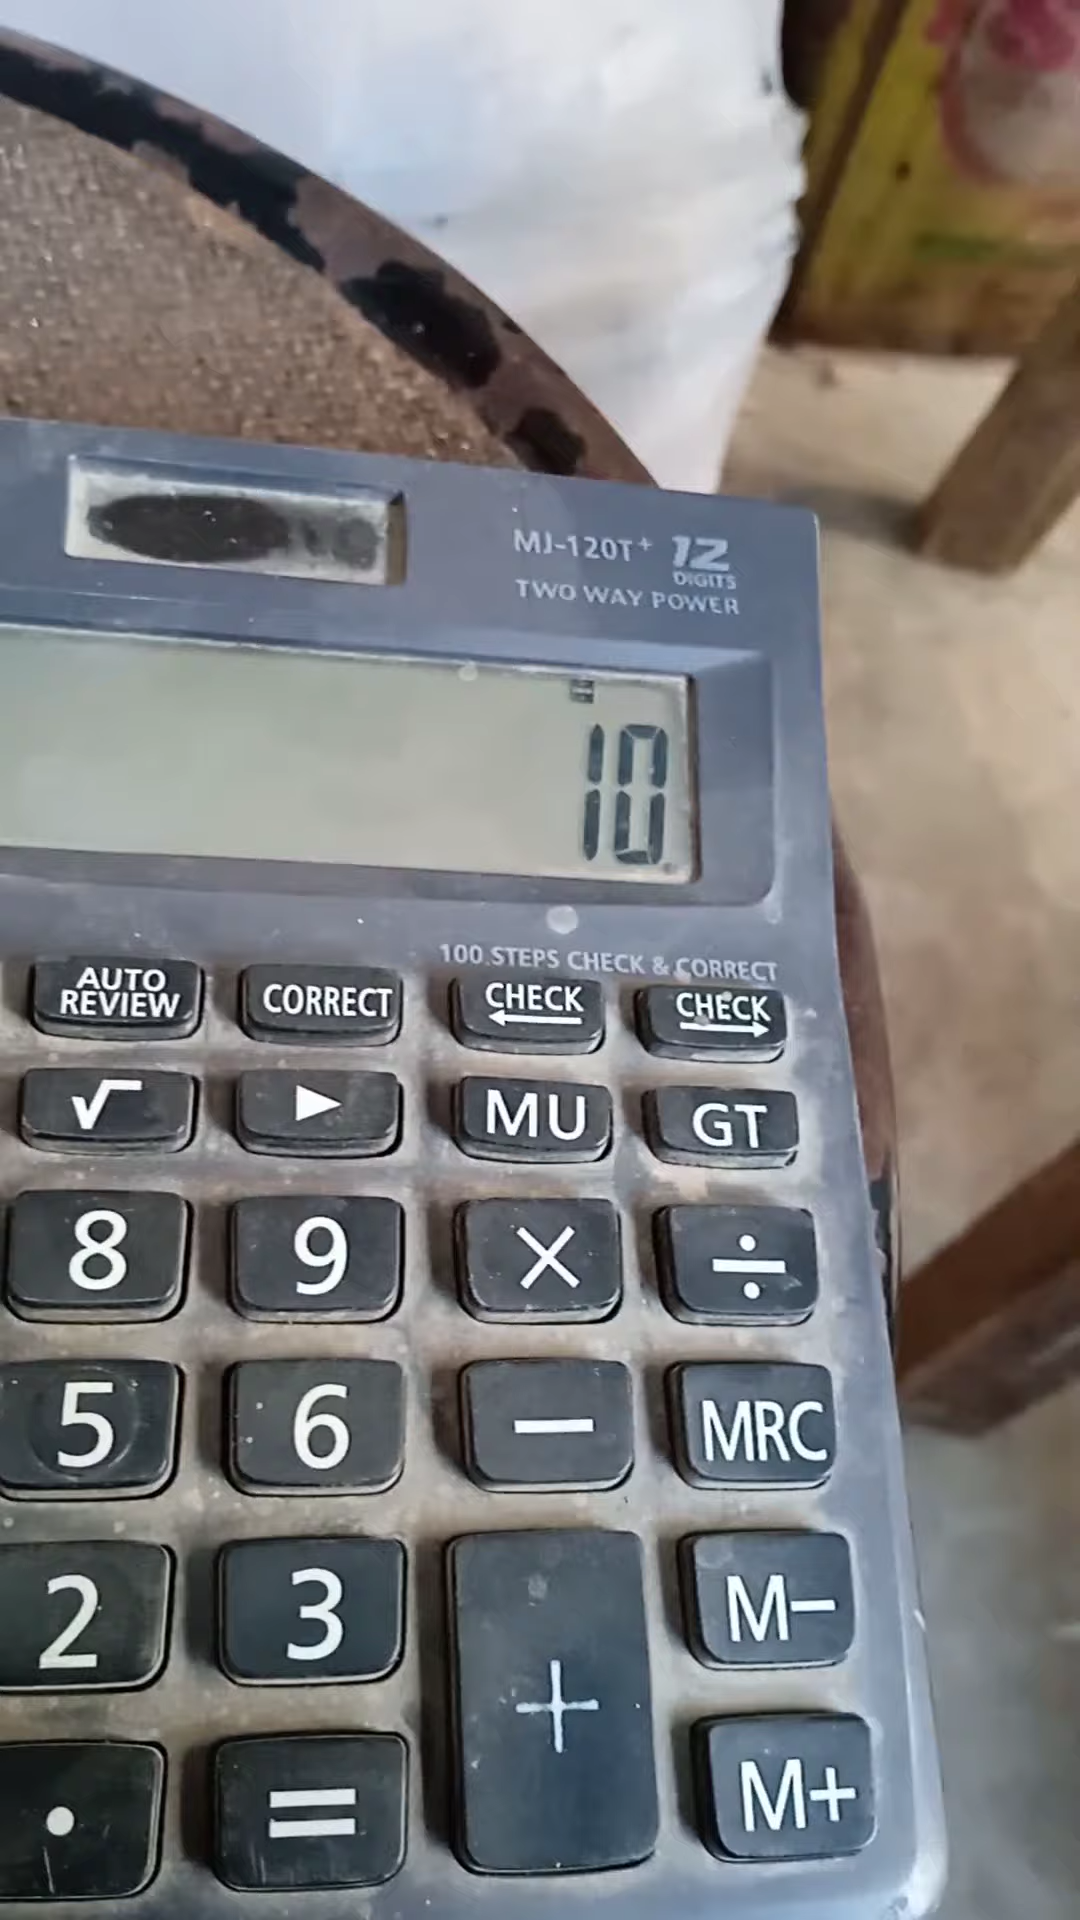 MJ-120T+ 12
DIGITS
TWO WAY POWER
10.
100 STEPS CHECK & CORRECT
AUTO REVIEW CORRECT CHECK ← CHECK →
√ ▶ MU GT
8 9 × ÷
5 6 − MRC
2 3 + M−
. = M+